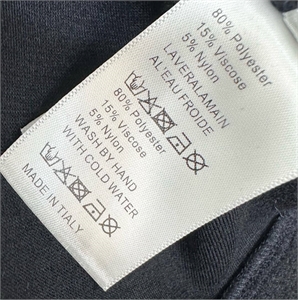 80% Polyester
15% Viscose
5% Nylon
LAVERALAMAIN
AL'EAU FROIDE
80% Polyester
15% Viscose
5% Nylon
WASH BY HAND
WITH COLD WATER
MADE IN ITALY